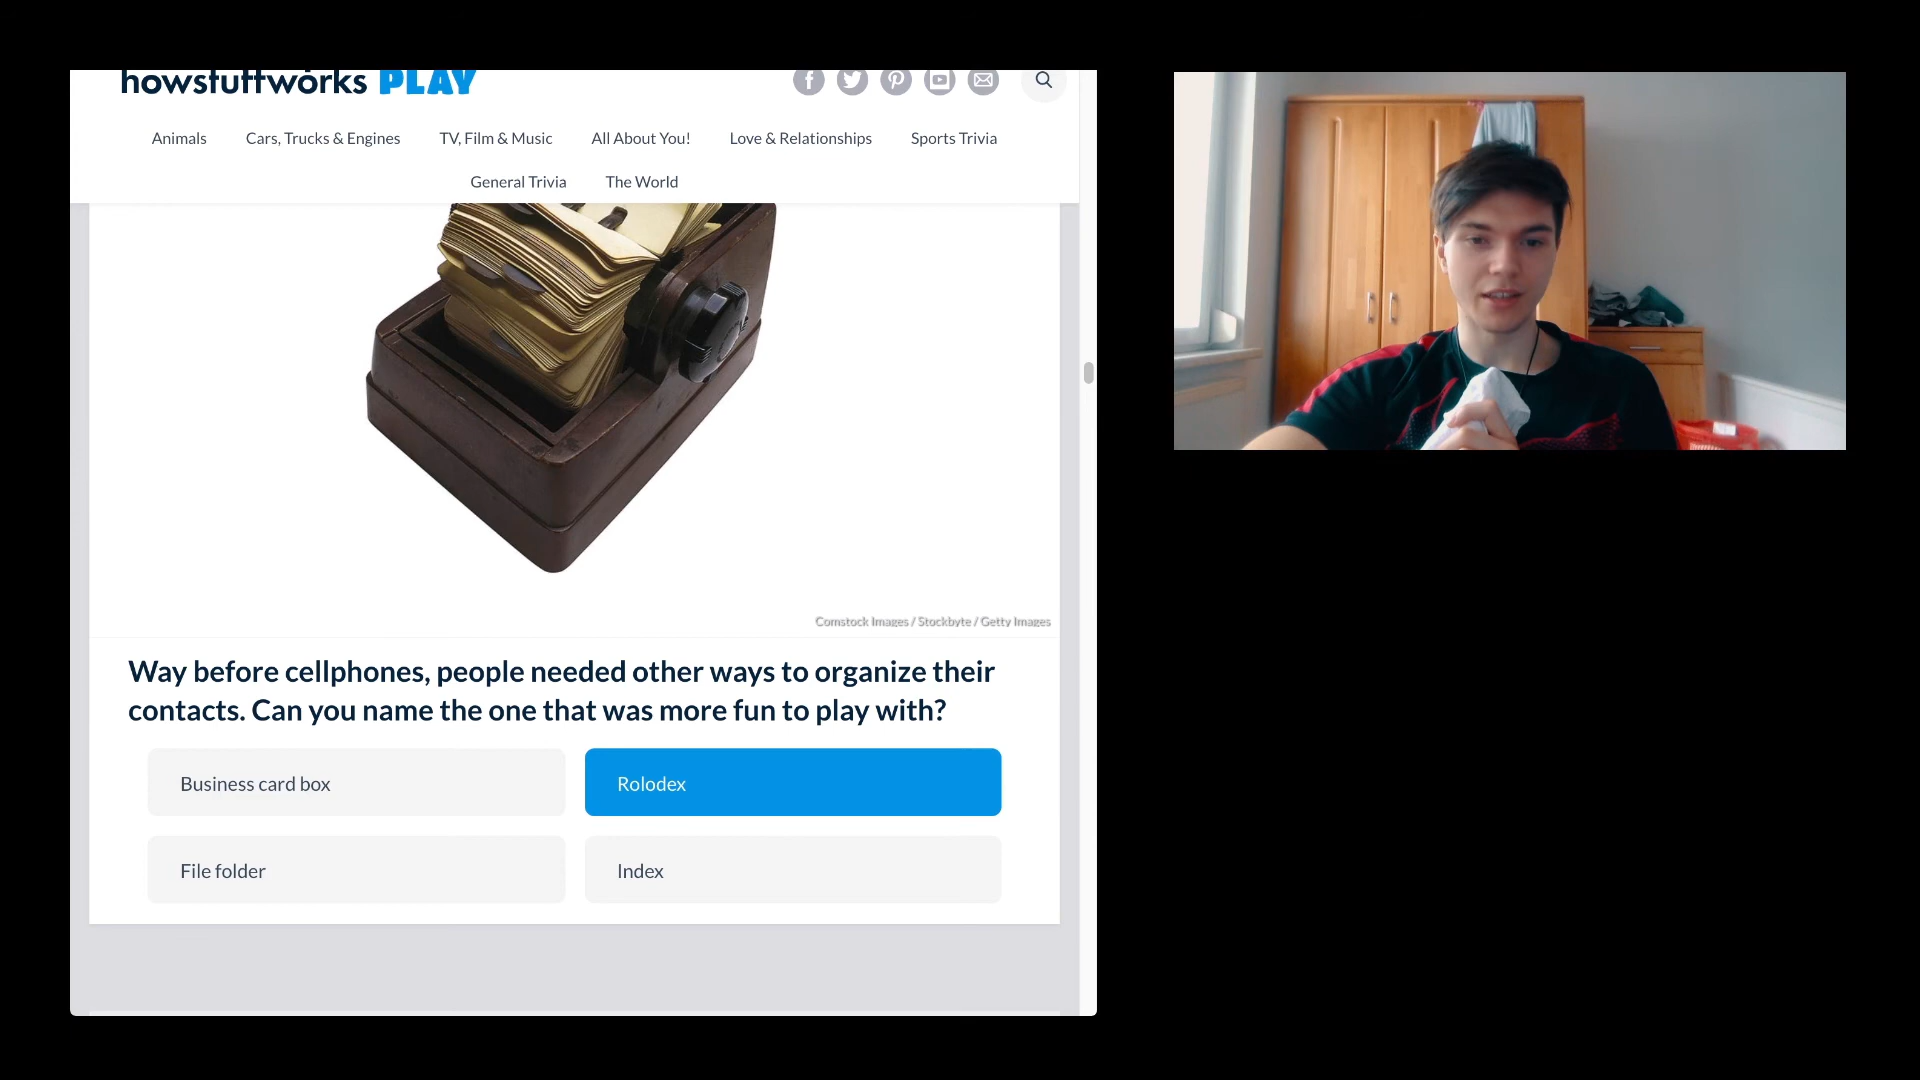 howstuffworks PLAY
Animals
Cars, Trucks & Engines
TV, Film & Music
All About You!
Love & Relationships
Sports Trivia
General Trivia
The World
Comstock Images / Stockbyte / Getty Images
Way before cellphones, people needed other ways to organize their
contacts. Can you name the one that was more fun to play with?
Business card box
Rolodex
File folder
Index